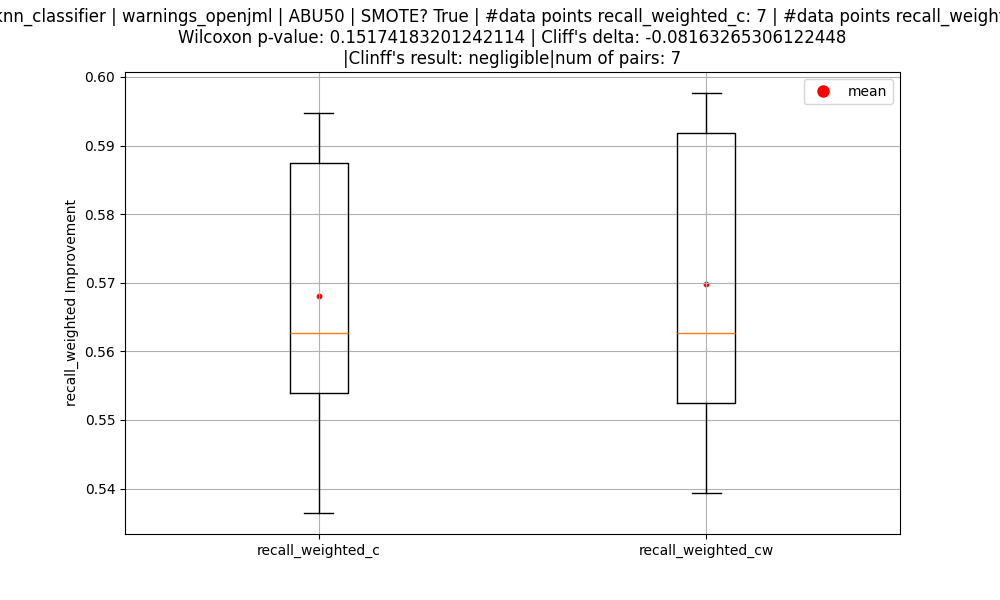 knn_classifier | warnings_openjml | ABU50 | SMOTE? True | #data points recall_weighted_c: 7 | #data points
Wilcoxon p-value: 0.15174183201242114 | Cliff's delta: -0.08163265306122448
|Clinff's result: negligible|num of pairs: 7
mean
0.60
0.59
0.58
0.57
0.56
0.55
0.54
recall_weighted Improvement
recall_weighted_c
recall_weighted_cw